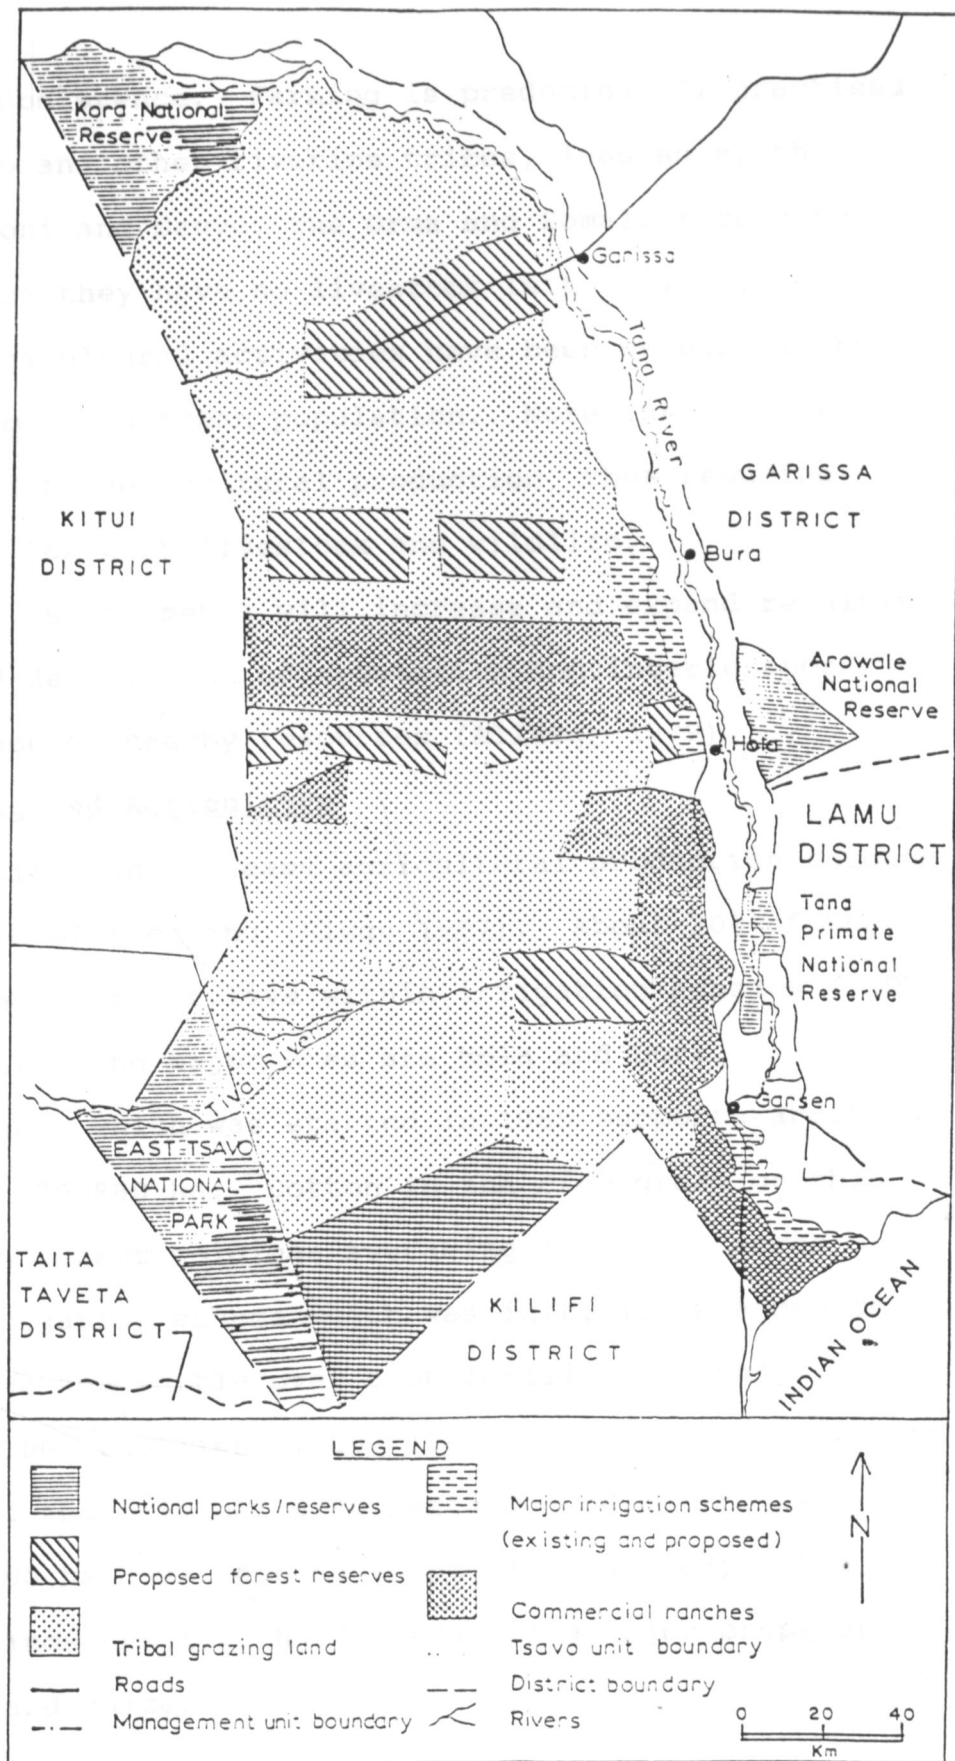 Kora National
Reserve
Garissa
Tana River
GARISSA
DISTRICT
KITUI
DISTRICT
Bura
Arowale
National
Reserve
Hola
LAMU
DISTRICT
Tana
Primate
National
Reserve
Tiva River
Garsen
EAST-TSAVO
NATIONAL
PARK
TAITA
TAVETA
DISTRICT
KILIFI
DISTRICT
INDIAN OCEAN
LEGEND
National parks/reserves
Proposed forest reserves
Tribal grazing land
Roads
Management unit boundary
Major irrigation schemes
(existing and proposed)
Commercial ranches
Tsavo unit boundary
District boundary
Rivers
N
0 20 40
Km